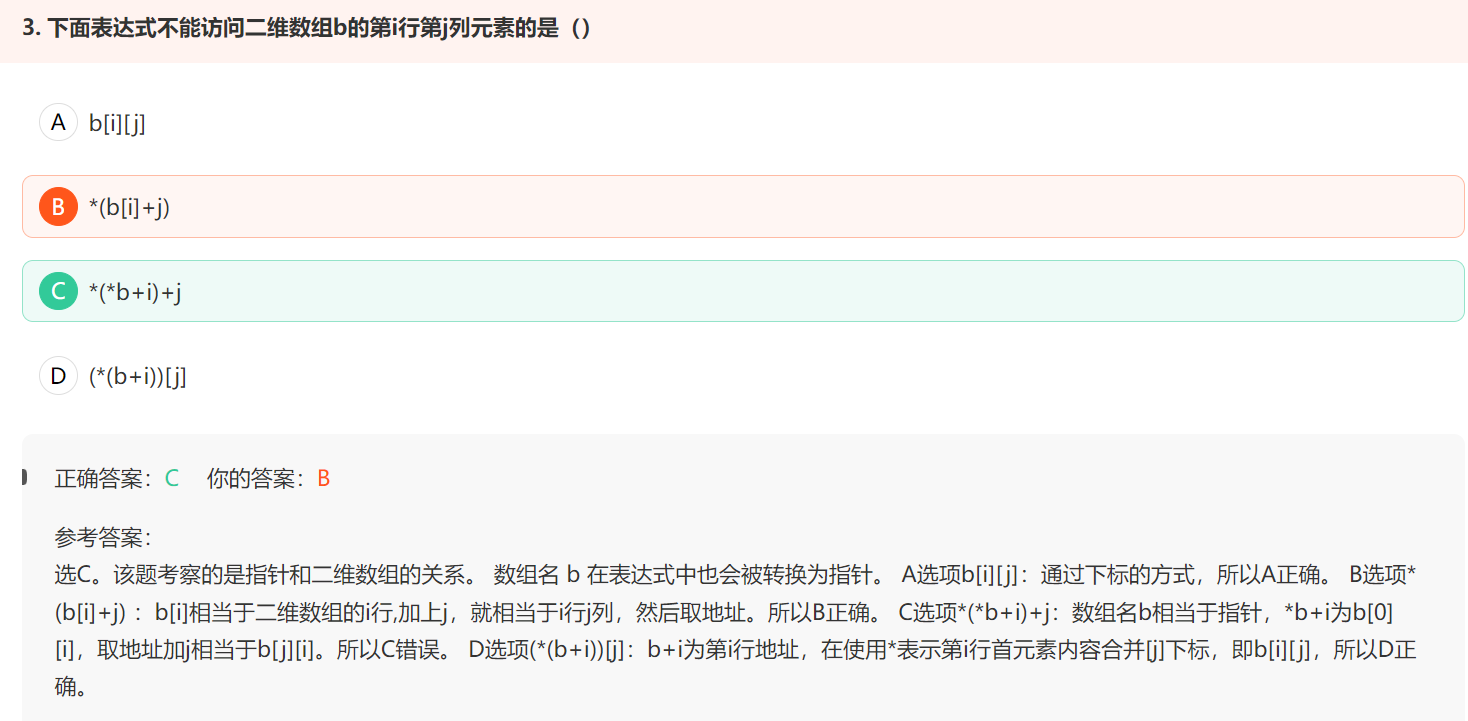 3. 下面表达式不能访问二维数组b的第i行第j列元素的是（）
A b[i][j]
B *(b[i]+j)
C *(*b+i)+j
D (*(b+i))[j]
正确答案：C 你的答案：B
参考答案：
选C。该题考察的是指针和二维数组的关系。 数组名 b 在表达式中也会被转换为指针。 A选项b[i][j]：通过下标的方式，所以A正确。 B选项*
(b[i]+j) ：b[i]相当于二维数组的i行,加上j，就相当于i行j列，然后取地址。所以B正确。 C选项*(*b+i)+j：数组名b相当于指针，*b+i为b[0]
[i]，取地址加j相当于b[j][i]。所以C错误。 D选项(*(b+i))[j]：b+i为第i行地址，在使用*表示第i行首元素内容合并[j]下标，即b[i][j]，所以D正
确。